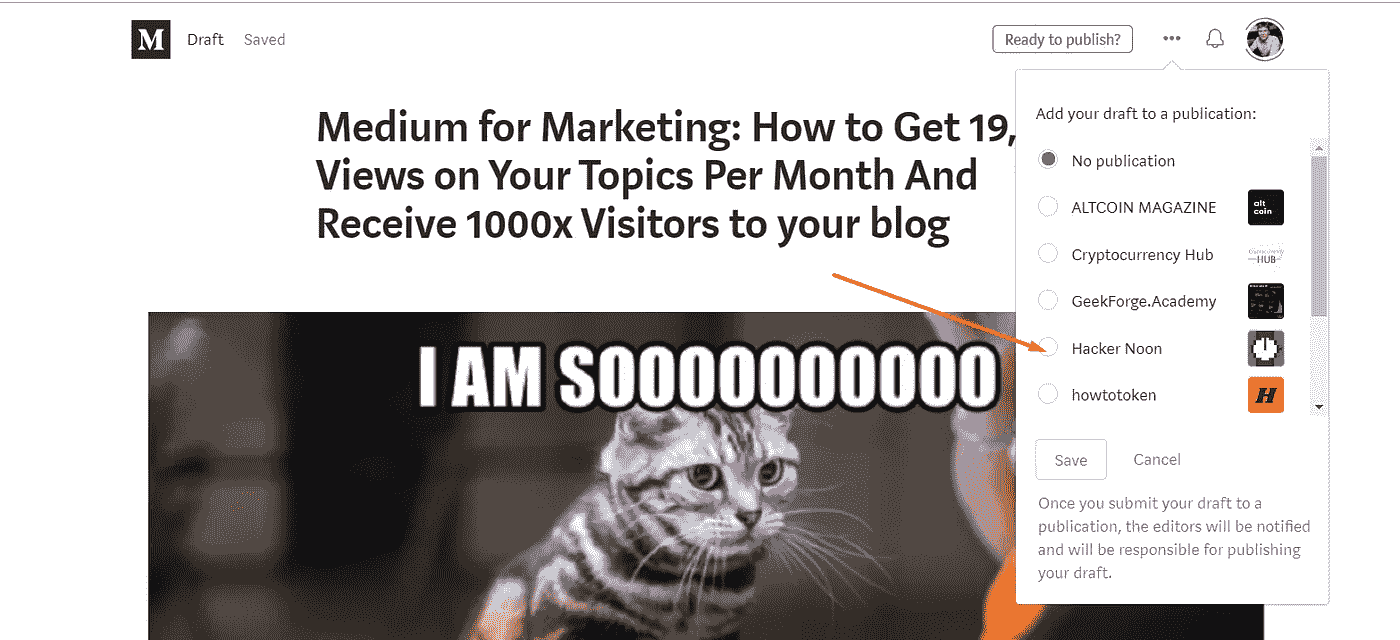 M Draft Saved Ready to publish?
Medium for Marketing: How to Get 19,
Views on Your Topics Per Month And
Receive 1000x Visitors to your blog
I AM SOOOOOOOOOOO
Add your draft to a publication:
No publication
ALTCOIN MAGAZINE
alt
coin
Cryptocurrency Hub
HUB
GeekForge.Academy
Hacker Noon
howtotoken
H
Save Cancel
Once you submit your draft to a
publication, the editors will be notified
and will be responsible for publishing
your draft.